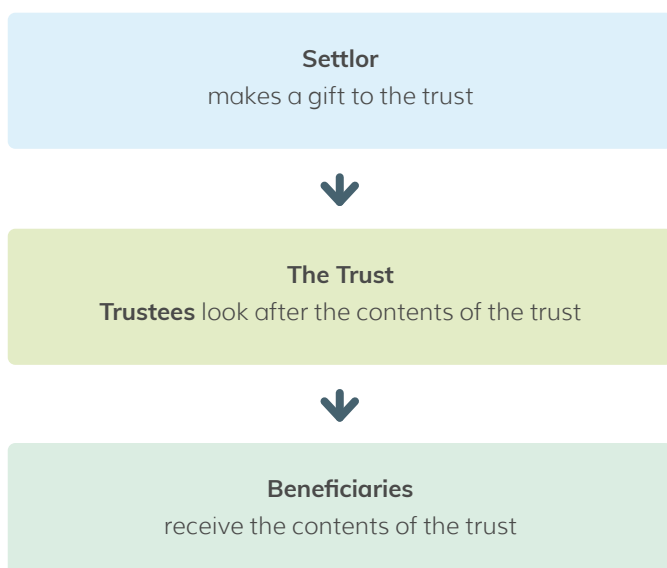 Settlor
makes a gift to the trust
The Trust
Trustees look after the contents of the trust
Beneficiaries
receive the contents of the trust